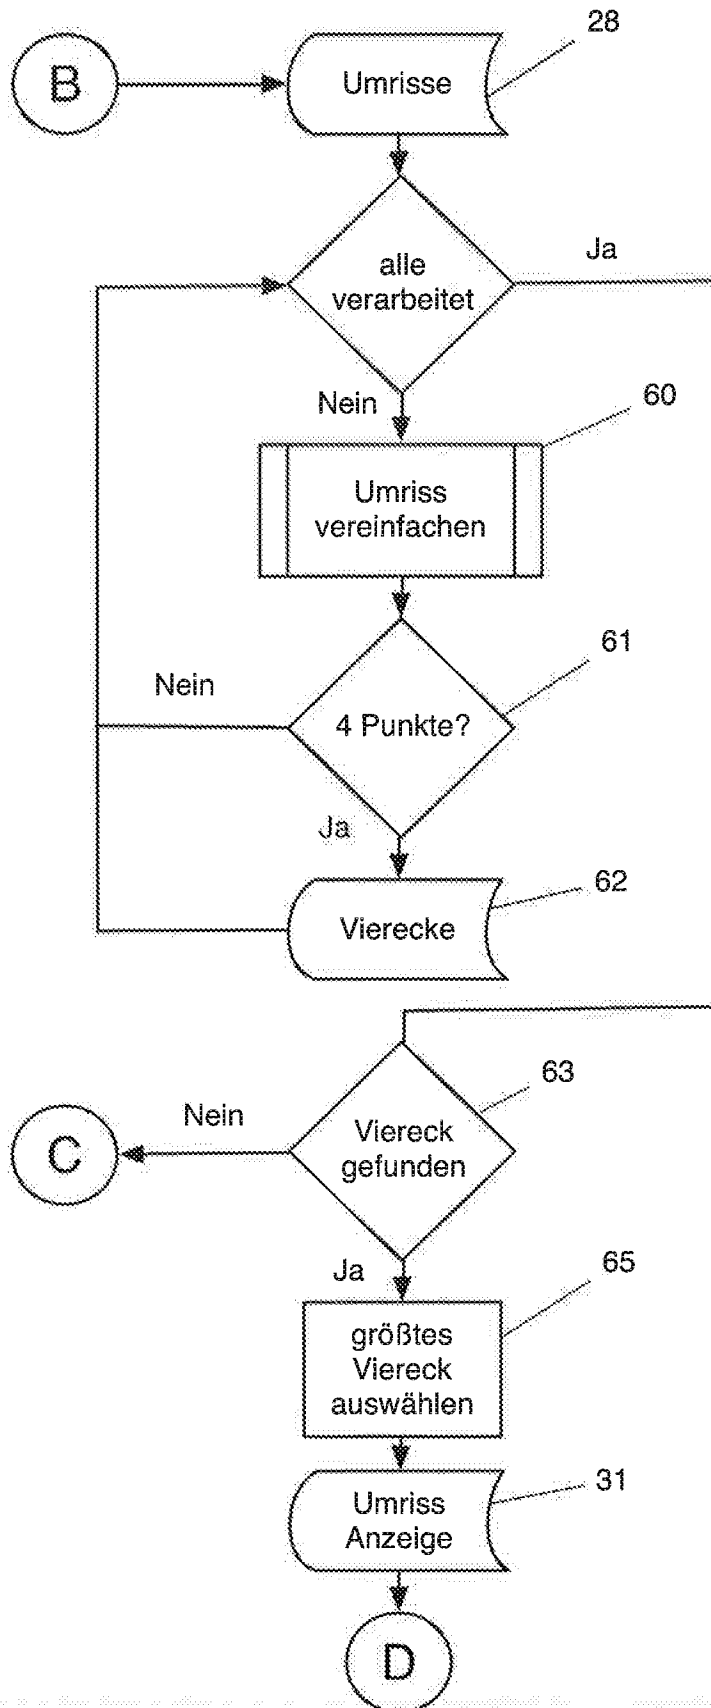 28
B
Umrisse
Ja
alle
verarbeitet
Nein
60
Umriss
vereinfachen
61
Nein
4 Punkte?
Ja
62
Vierecke
63
Nein
C
Viereck
gefunden
Ja
65
größtes
Viereck
auswählen
31
Umriss
Anzeige
D